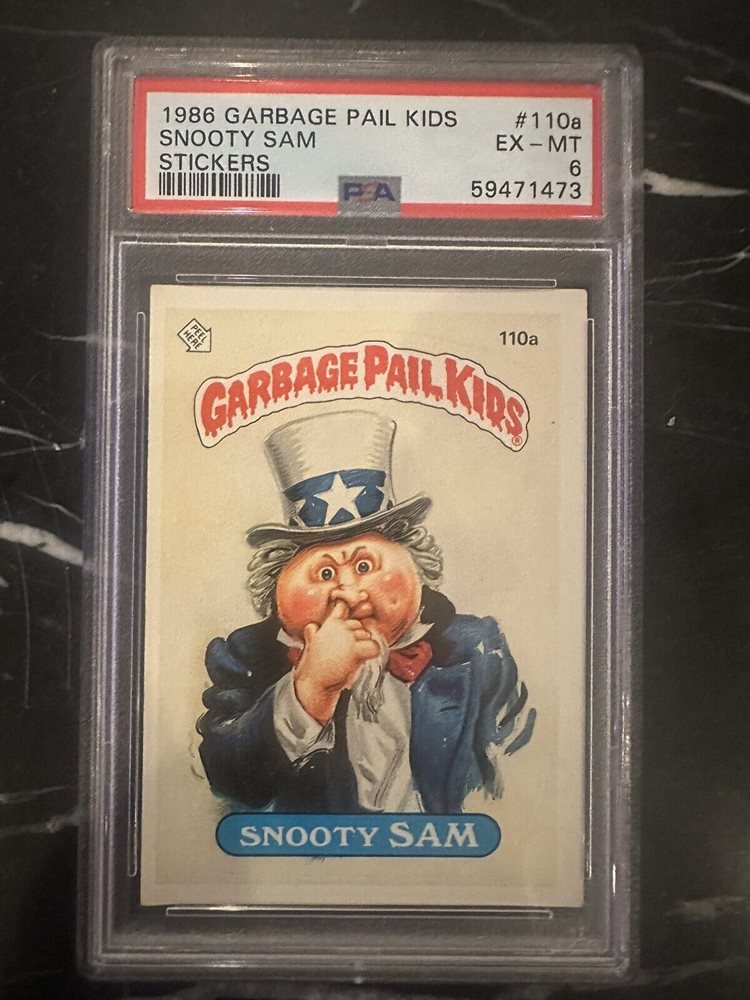 1986 GARBAGE PAIL KIDS #110a
SNOOTY SAM EX - MT
STICKERS 6
PSA 59471473
PEEL HERE 110a
GARBAGE PAIL KIDS ®
SNOOTY SAM